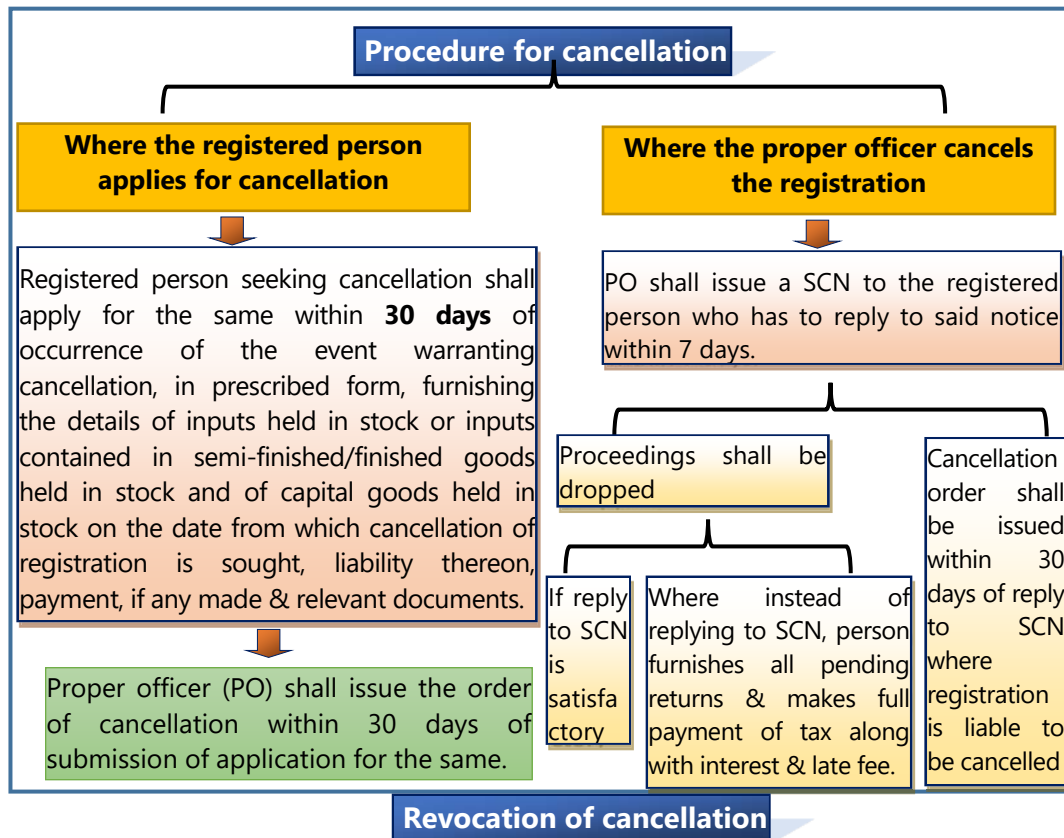 Procedure for cancellation
Where the registered person
applies for cancellation
Registered person seeking cancellation shall
apply for the same within 30 days of
occurrence of the event warranting
cancellation, in prescribed form, furnishing
the details of inputs held in stock or inputs
contained in semi-finished/finished goods
held in stock and of capital goods held in
stock on the date from which cancellation of
registration is sought, liability thereon,
payment, if any made & relevant documents.
Proper officer (PO) shall issue the order
of cancellation within 30 days of
submission of application for the same.
Where the proper officer cancels
the registration
PO shall issue a SCN to the registered
person who has to reply to said notice
within 7 days.
Proceedings shall be
dropped
If reply
to SCN
is
satisfa
ctory
Where instead of
replying to SCN, person
furnishes all pending
returns & makes full
payment of tax along
with interest & late fee.
Cancellation
order shall
be issued
within 30
days of reply
to SCN
where
registration
is liable to
be cancelled
Revocation of cancellation